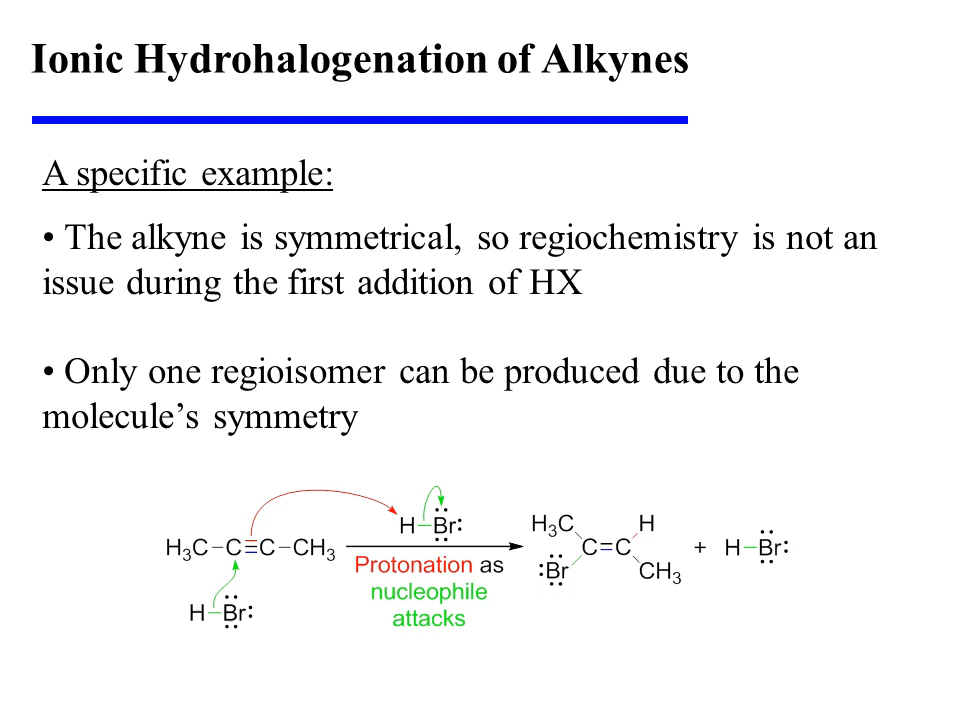 Ionic Hydrohalogenation of Alkynes
A specific example:
• The alkyne is symmetrical, so regiochemistry is not an
issue during the first addition of HX
• Only one regioisomer can be produced due to the
molecule’s symmetry
H Br
H₃C H
H₃C C C CH₃ C C + H Br
Protonation as
Br CH₃
nucleophile
H Br
attacks